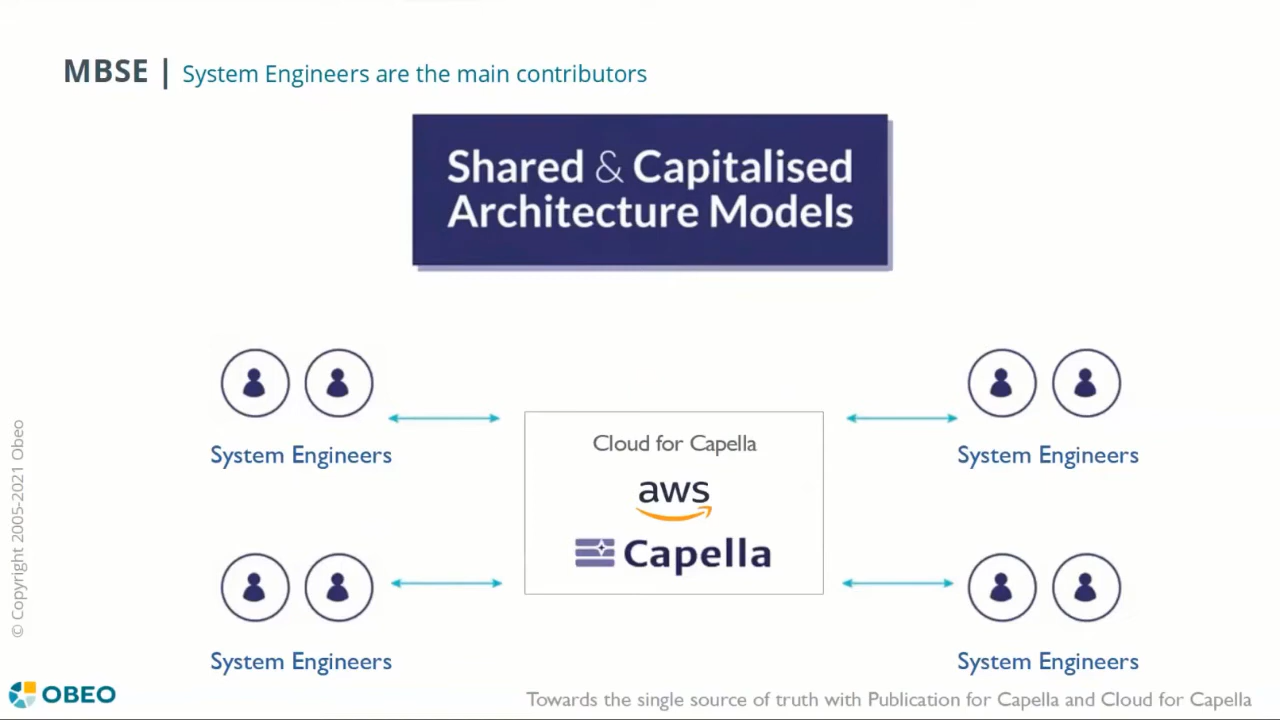 MBSE | System Engineers are the main contributors
Shared & Capitalised
Architecture Models
System Engineers
System Engineers
Cloud for Capella
aws
Capella
System Engineers
System Engineers
© Copyright 2005-2021 Obeo
OBEO
Towards the single source of truth with Publication for Capella and Cloud for Capella